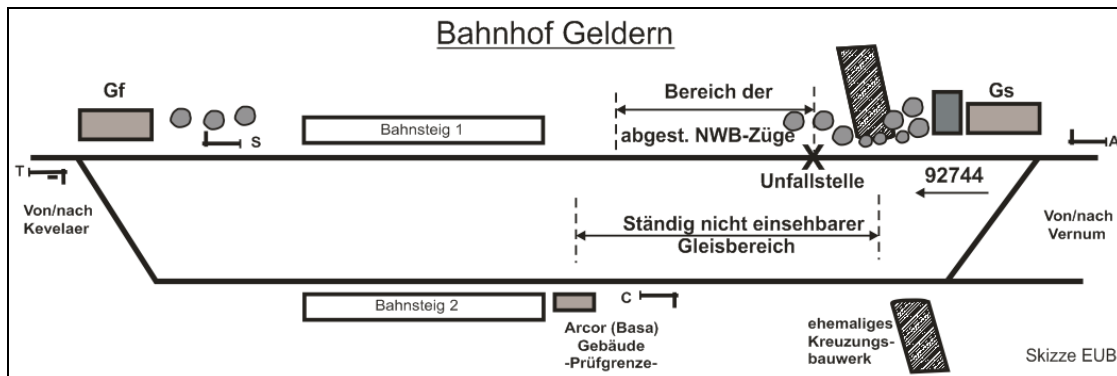 Bahnhof Geldern
Gf
S
Bahnsteig 1
Bereich der
abgest. NWB-Züge
Gs
A
T
Unfallstelle
92744
Von/nach
Kevelaer
Ständig nicht einsehbarer
Gleisbereich
Von/nach
Vernum
Bahnsteig 2
C
Arcor (Basa)
Gebäude
-Prüfgrenze-
ehemaliges
Kreuzungs-
bauwerk
Skizze EUB